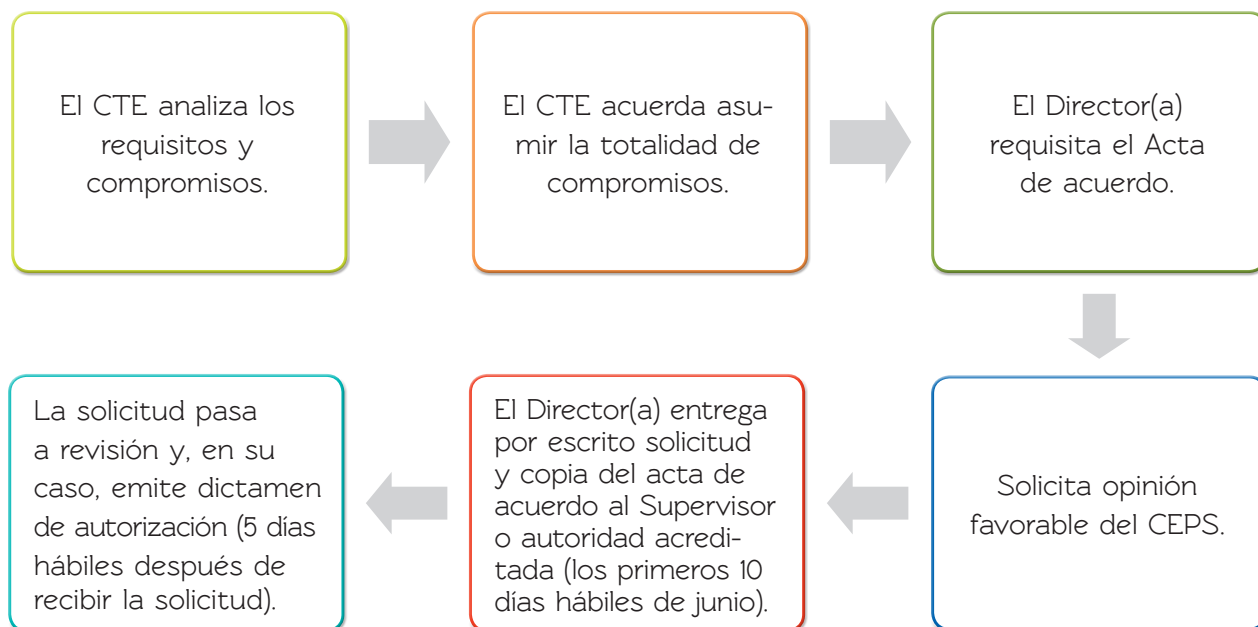 El CTE analiza los
requisitos y
compromisos.
El CTE acuerda asu-
mir la totalidad de
compromisos.
El Director(a)
requisita el Acta
de acuerdo.
Solicita opinión
favorable del CEPS.
El Director(a) entrega
por escrito solicitud
y copia del acta de
acuerdo al Supervisor
o autoridad acredi-
tada (los primeros 10
días hábiles de junio).
La solicitud pasa
a revisión y, en su
caso, emite dictamen
de autorización (5 días
hábiles después de
recibir la solicitud).